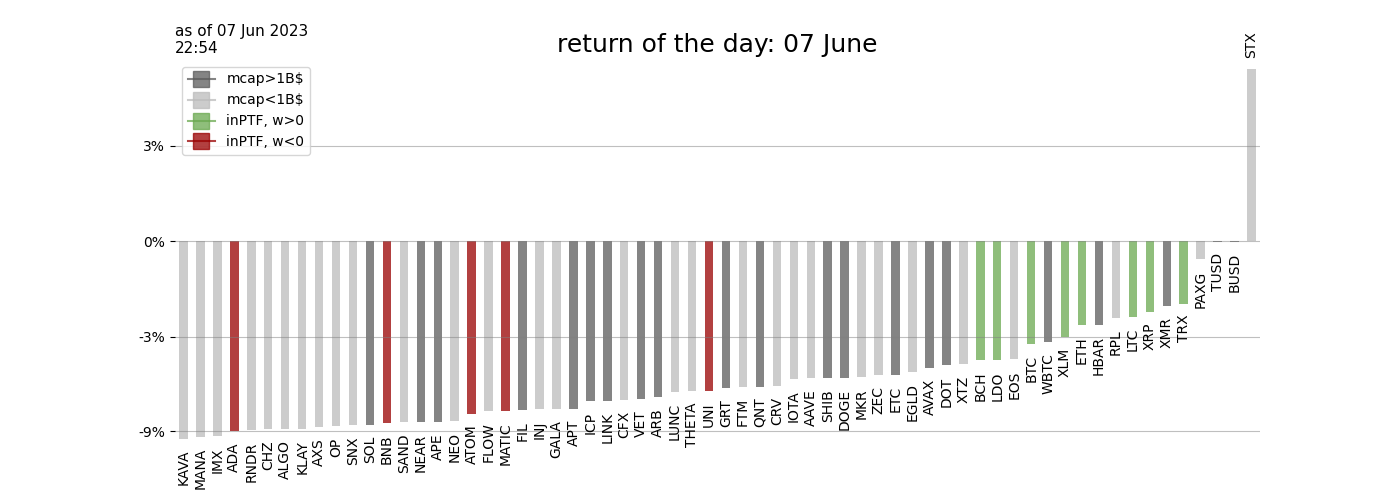 as of 07 Jun 2023
22:54
return of the day: 07 June
mcap>1B$
mcap<1B$
inPTF, w>0
inPTF, w<0
3%
0%
-3%
-9%
KAVA
MANA
IMX
ADA
RNDR
CHZ
ALGO
KLAY
AXS
OP
SNX
SOL
BNB
SAND
NEAR
APE
NEO
ATOM
FLOW
MATIC
FIL
INJ
GALA
APT
ICP
LINK
CFX
VET
ARB
LUNC
THETA
UNI
GRT
FTM
QNT
CRV
IOTA
AAVE
SHIB
DOGE
MKR
ZEC
ETC
EGLD
AVAX
DOT
XTZ
BCH
LDO
EOS
BTC
WBTC
XLM
ETH
HBAR
RPL
LTC
XRP
XMR
TRX
PAXG
TUSD
BUSD
STX